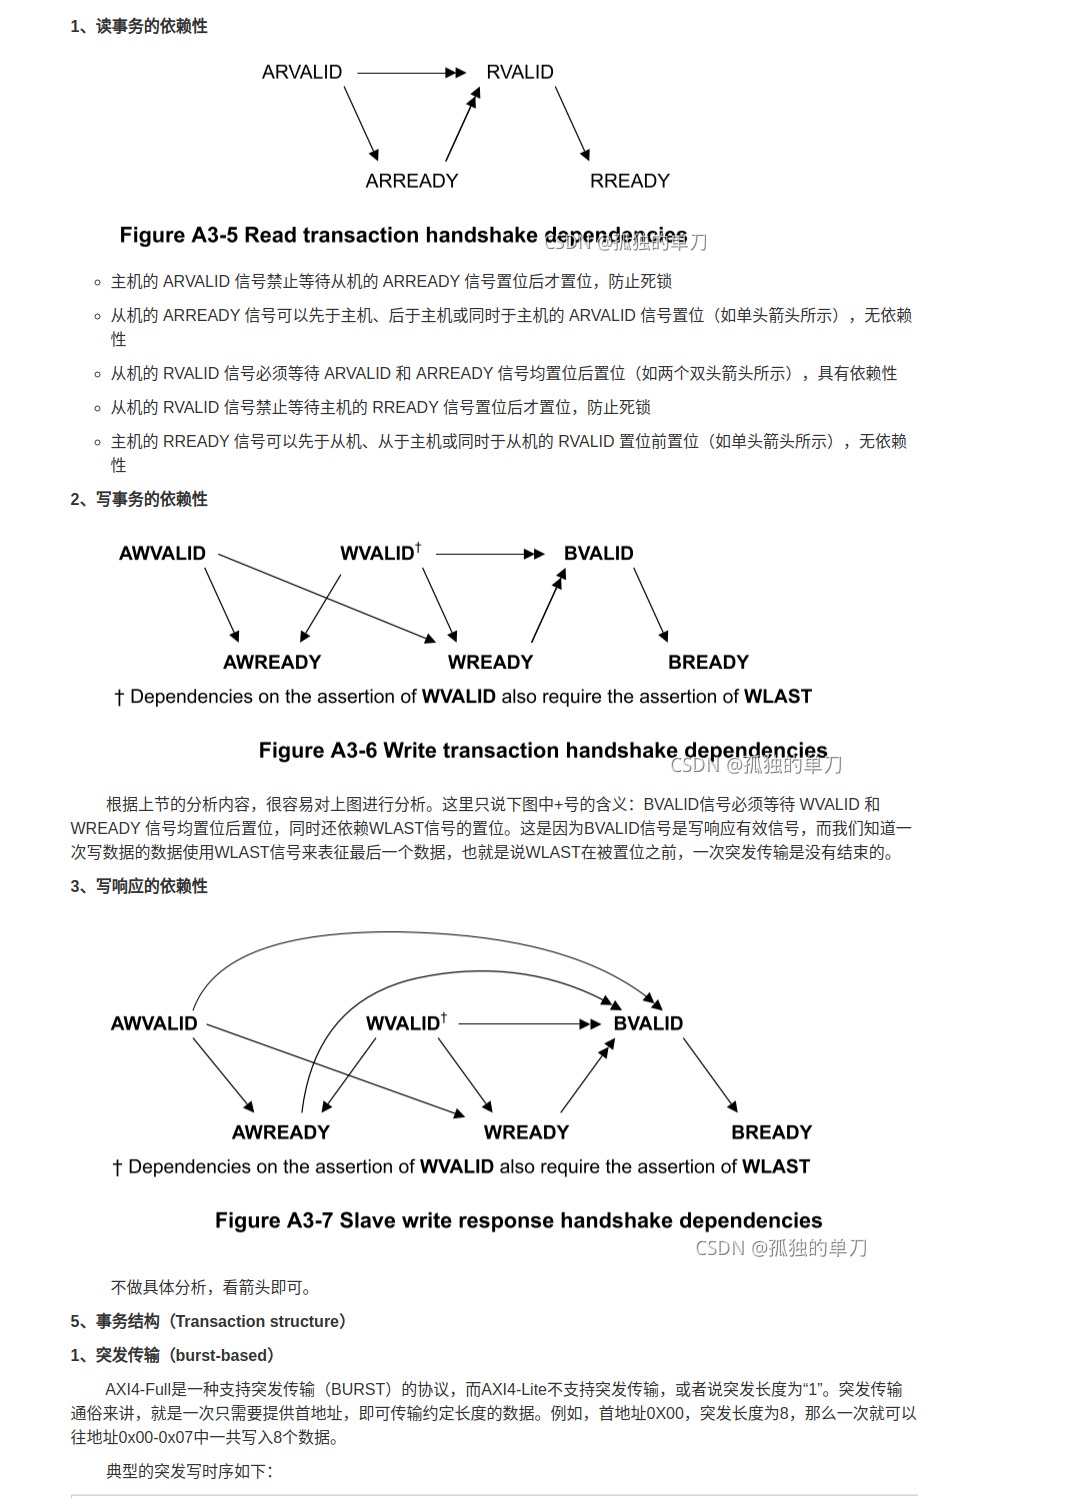 1、读事务的依赖性
ARVALID RVALID
ARREADY RREADY
Figure A3-5 Read transaction handshake dependencies
CSDN @孤独的单刀
主机的 ARVALID 信号禁止等待从机的 ARREADY 信号置位后才置位，防止死锁
从机的 ARREADY 信号可以先于主机、后于主机或同时于主机的 ARVALID 信号置位（如单头箭头所示），无依赖
性
从机的 RVALID 信号必须等待 ARVALID 和 ARREADY 信号均置位后置位（如两个双头箭头所示），具有依赖性
从机的 RVALID 信号禁止等待主机的 RREADY 信号置位后才置位，防止死锁
主机的 RREADY 信号可以先于从机、从于主机或同时于从机的 RVALID 置位前置位（如单头箭头所示），无依赖
性
2、写事务的依赖性
AWVALID WVALID† BVALID
AWREADY WREADY BREADY
† Dependencies on the assertion of WVALID also require the assertion of WLAST
Figure A3-6 Write transaction handshake dependencies
CSDN @孤独的单刀
根据上节的分析内容，很容易对上图进行分析。这里只说下图中+号的含义：BVALID信号必须等待 WVALID 和
WREADY 信号均置位后置位，同时还依赖WLAST信号的置位。这是因为BVALID信号是写响应有效信号，而我们知道一
次写数据的数据使用WLAST信号来表征最后一个数据，也就是说WLAST在被置位之前，一次突发传输是没有结束的。
3、写响应的依赖性
AWVALID WVALID† BVALID
AWREADY WREADY BREADY
† Dependencies on the assertion of WVALID also require the assertion of WLAST
Figure A3-7 Slave write response handshake dependencies
CSDN @孤独的单刀
不做具体分析，看箭头即可。
5、事务结构（Transaction structure）
1、突发传输（burst-based）
AXI4-Full是一种支持突发传输（BURST）的协议，而AXI4-Lite不支持突发传输，或者说突发长度为“1”。突发传输
通俗来讲，就是一次只需要提供首地址，即可传输约定长度的数据。例如，首地址0X00，突发长度为8，那么一次就可以
往地址0x00-0x07中一共写入8个数据。
典型的突发写时序如下：